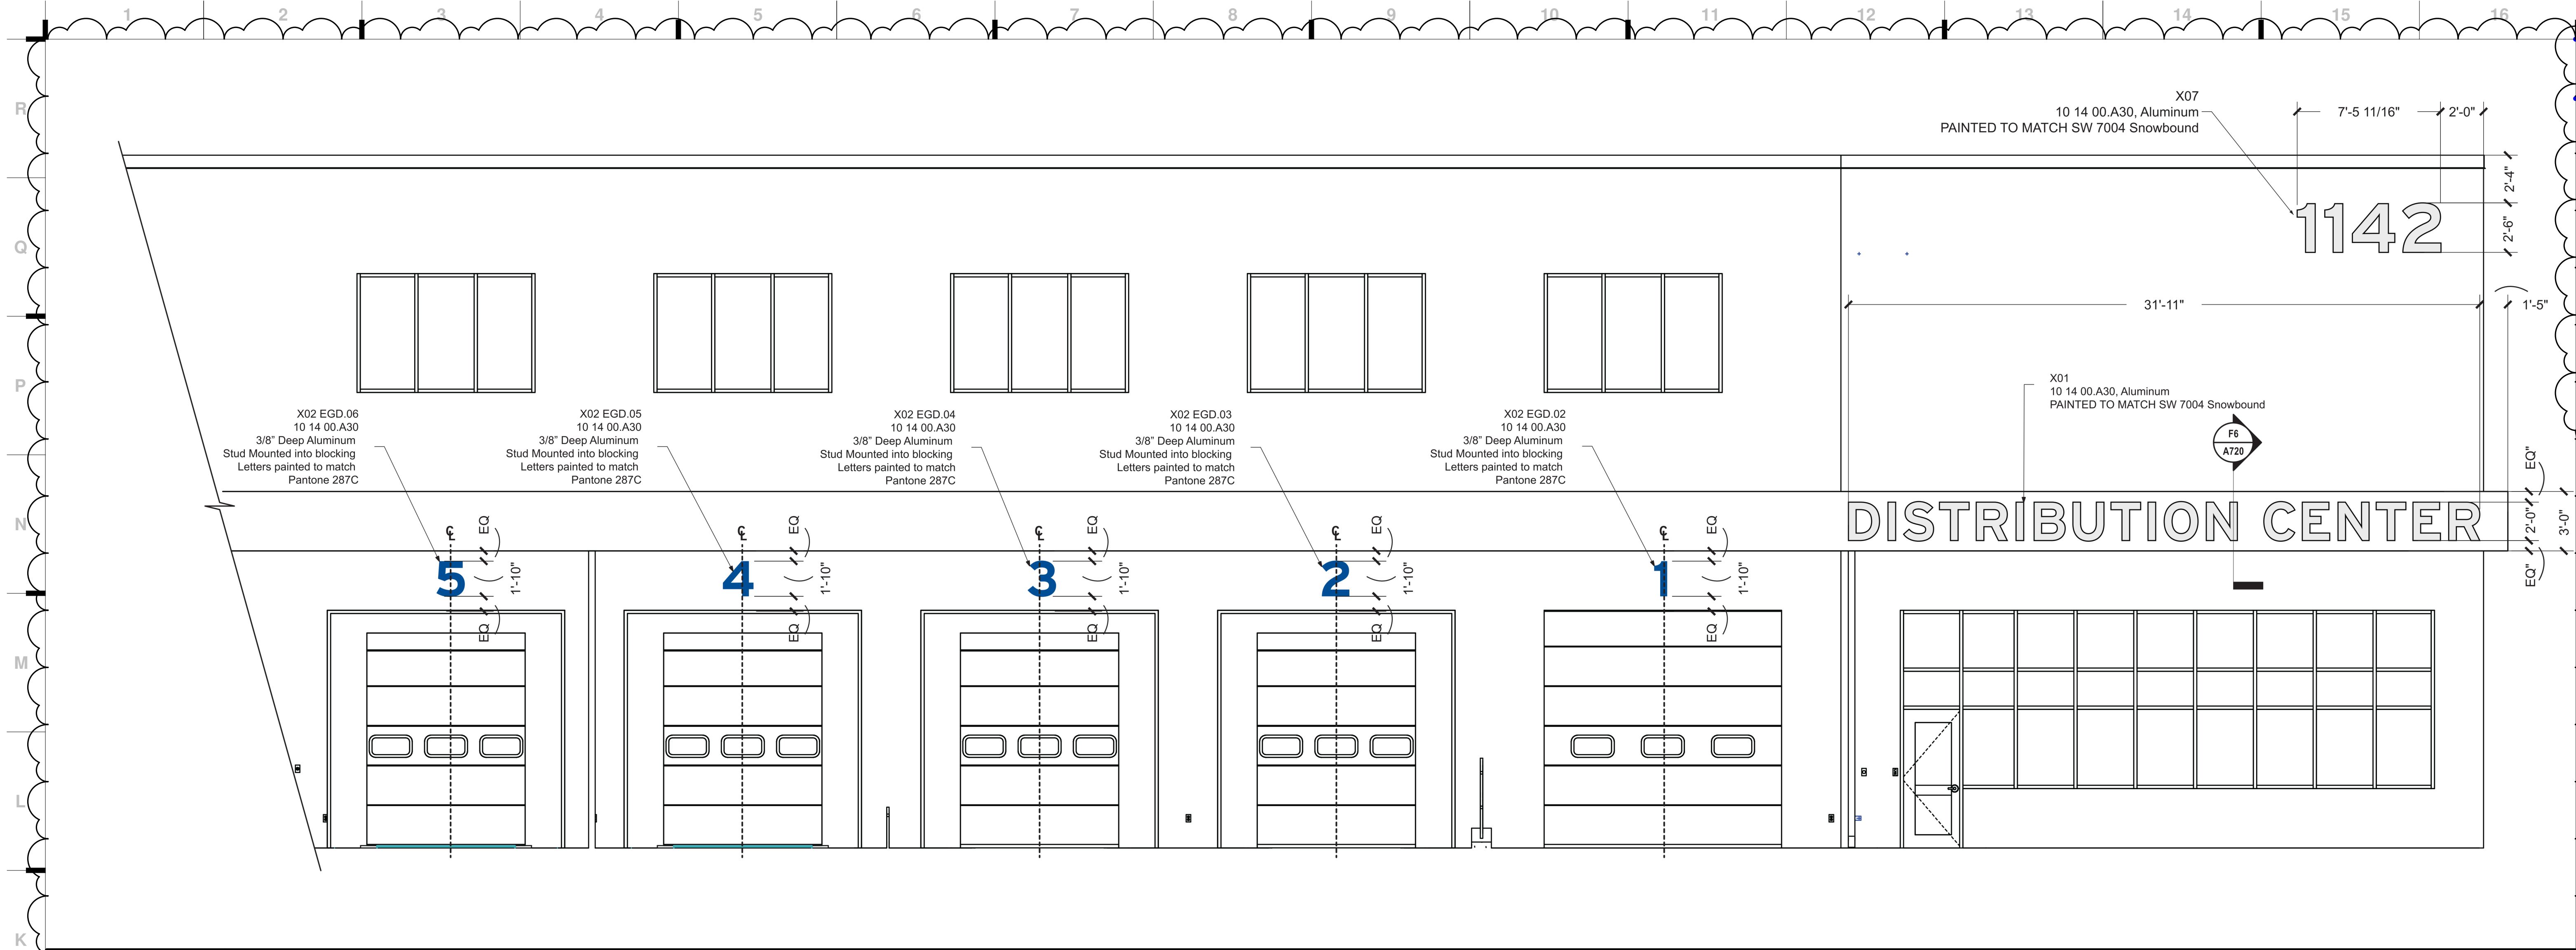 1 2 3 4 5 6 7 8 9 10 11 12 13 14 15 16
R
Q
P
N
M
L
K
X07
10 14 00.A30, Aluminum
PAINTED TO MATCH SW 7004 Snowbound
7'-5 11/16"
2'-0"
2'-4"
1142
2'-6"
31'-11"
1'-5"
X01
10 14 00.A30, Aluminum
PAINTED TO MATCH SW 7004 Snowbound
F6
A720
X02 EGD.06
10 14 00.A30
3/8” Deep Aluminum
Stud Mounted into blocking
Letters painted to match
Pantone 287C
X02 EGD.05
10 14 00.A30
3/8” Deep Aluminum
Stud Mounted into blocking
Letters painted to match
Pantone 287C
X02 EGD.04
10 14 00.A30
3/8” Deep Aluminum
Stud Mounted into blocking
Letters painted to match
Pantone 287C
X02 EGD.03
10 14 00.A30
3/8” Deep Aluminum
Stud Mounted into blocking
Letters painted to match
Pantone 287C
X02 EGD.02
10 14 00.A30
3/8” Deep Aluminum
Stud Mounted into blocking
Letters painted to match
Pantone 287C
DISTRIBUTION CENTER
EQ"
2'-0"
3'-0"
EQ"
℄
EQ
5
1'-10"
EQ
℄
EQ
4
1'-10"
EQ
℄
EQ
3
1'-10"
EQ
℄
EQ
2
1'-10"
EQ
℄
EQ
1
1'-10"
EQ